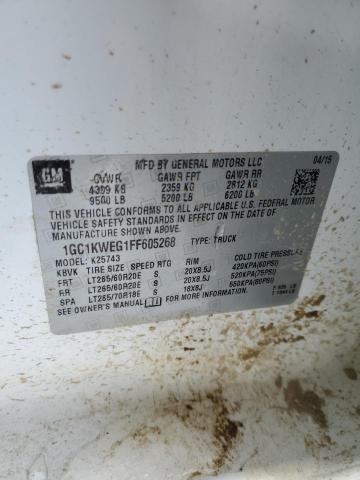 GM
MFD BY GENERAL MOTORS LLC 04/15
GVWR GAWR FRT GAWR RR
4309 KG 2359 KG 2812 KG
9500 LB 5200 LB 6200 LB
THIS VEHICLE CONFORMS TO ALL APPLICABLE U.S. FEDERAL MOTOR
VEHICLE SAFETY STANDARDS IN EFFECT ON THE DATE OF
MANUFACTURE SHOWN ABOVE.
1GC1KWEG1FF605268 TYPE: TRUCK
MODEL: K25743
KBVK TIRE SIZE SPEED RTG RIM COLD TIRE PRESSURE
FRT LT265/60R20E S 20X8.5J 420KPA(60PSI)
RR LT265/60R20E S 20X8.5J 520KPA(75PSI)
SPA LT265/70R18E S 18X8J 550KPA(80PSI)
SEE OWNER'S MANUAL FOR MORE INFORMATION.